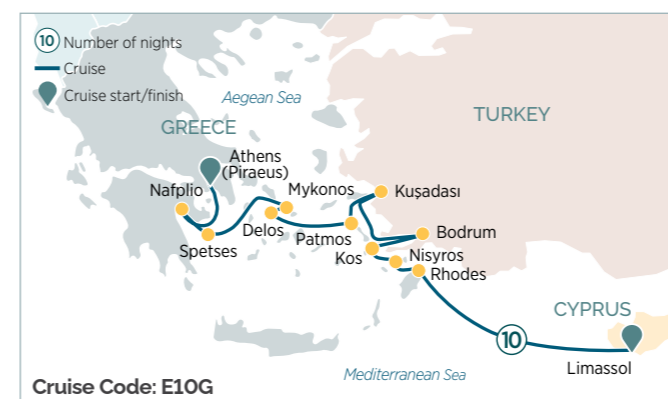 10 Number of nights
Cruise
Cruise start/finish
Aegean Sea
TURKEY
GREECE
Athens
(Piraeus)
Nafplio
Mykonos
Kuşadası
Delos
Patmos
Bodrum
Spetses
Kos
Nisyros
Rhodes
CYPRUS
10
Limassol
Mediterranean Sea
Cruise Code: E10G